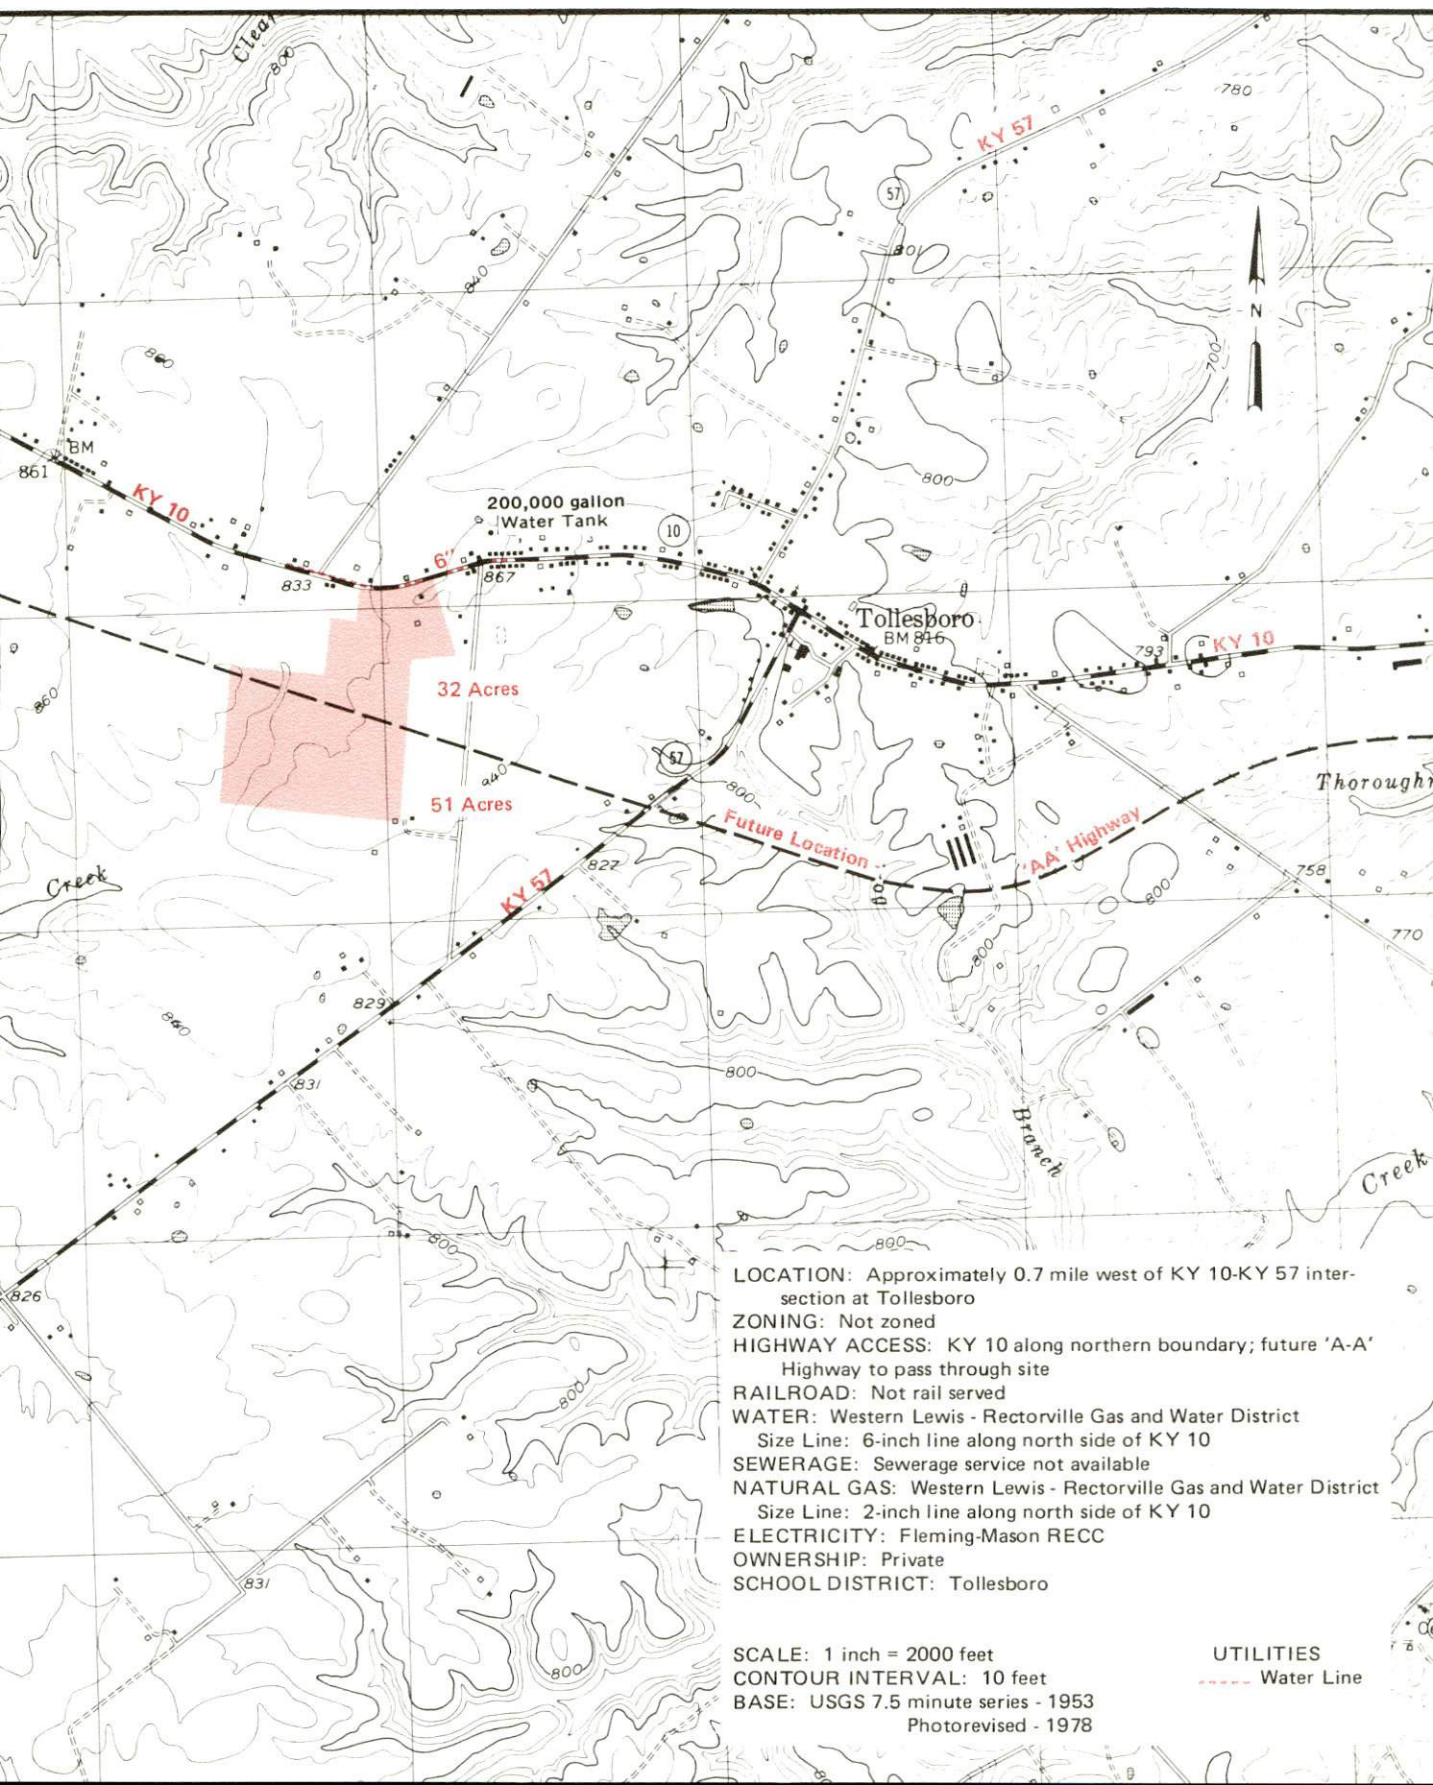 Clear
800
780
KY 57
57
801
840
N
700
860
BM
861
KY 10
800
200,000 gallon
Water Tank
10
6"
867
833
Tollesboro
BM 816
793
KY 10
32 Acres
860
57
840
51 Acres
800
Thorough
Future Location -
'AA' Highway
827
758
Creek
KY 57
800
770
800
829
840
800
831
Branch
Creek
800
800
826
LOCATION: Approximately 0.7 mile west of KY 10-KY 57 inter-
section at Tollesboro
ZONING: Not zoned
HIGHWAY ACCESS: KY 10 along northern boundary; future 'A-A'
Highway to pass through site
RAILROAD: Not rail served
WATER: Western Lewis - Rectorville Gas and Water District
Size Line: 6-inch line along north side of KY 10
SEWERAGE: Sewerage service not available
NATURAL GAS: Western Lewis - Rectorville Gas and Water District
Size Line: 2-inch line along north side of KY 10
ELECTRICITY: Fleming-Mason RECC
OWNERSHIP: Private
SCHOOL DISTRICT: Tollesboro
800
831
800
SCALE: 1 inch = 2000 feet
CONTOUR INTERVAL: 10 feet
BASE: USGS 7.5 minute series - 1953
Photorevised - 1978
UTILITIES
Water Line